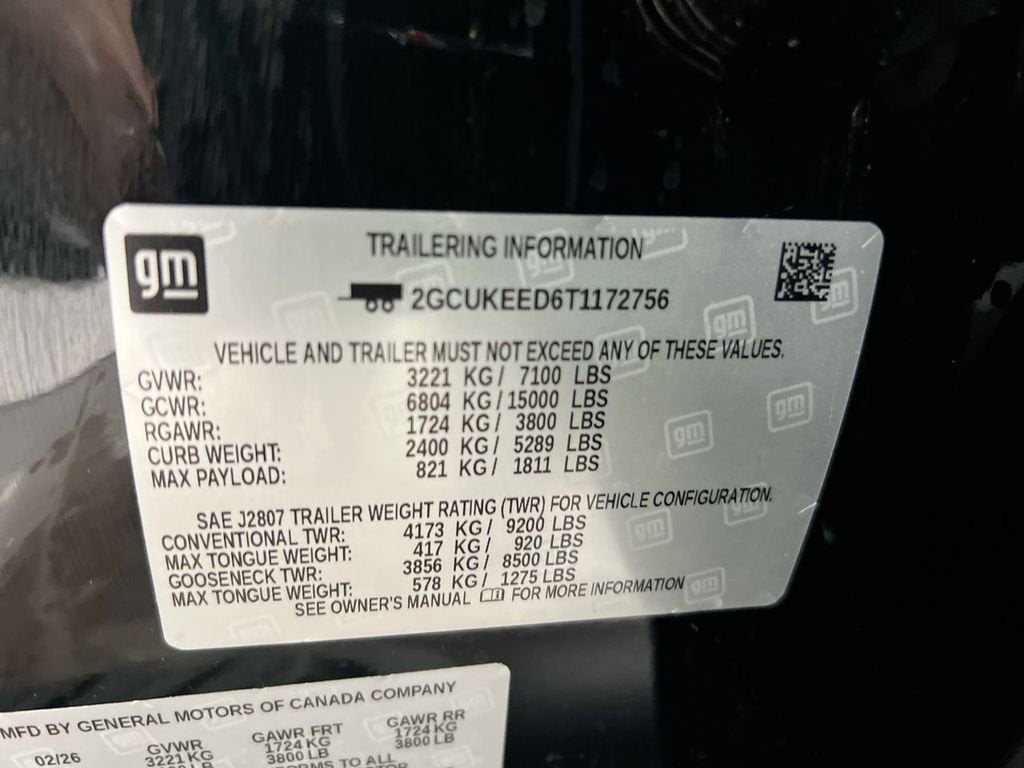 gm
TRAILERING INFORMATION
2GCUKEED6T1172756
VEHICLE AND TRAILER MUST NOT EXCEED ANY OF THESE VALUES.
GVWR: 3221 KG / 7100 LBS
GCWR: 6804 KG / 15000 LBS
RGAWR: 1724 KG / 3800 LBS
CURB WEIGHT: 2400 KG / 5289 LBS
MAX PAYLOAD: 821 KG / 1811 LBS
SAE J2807 TRAILER WEIGHT RATING (TWR) FOR VEHICLE CONFIGURATION.
CONVENTIONAL TWR: 4173 KG / 9200 LBS
MAX TONGUE WEIGHT: 417 KG / 920 LBS
GOOSENECK TWR: 3856 KG / 8500 LBS
MAX TONGUE WEIGHT: 578 KG / 1275 LBS
SEE OWNER'S MANUAL FOR MORE INFORMATION
MFD BY GENERAL MOTORS OF CANADA COMPANY
02/26 GVWR GAWR FRT GAWR RR
3221 KG 1724 KG 1724 KG
LB 3800 LB 3800 LB
TO ALL